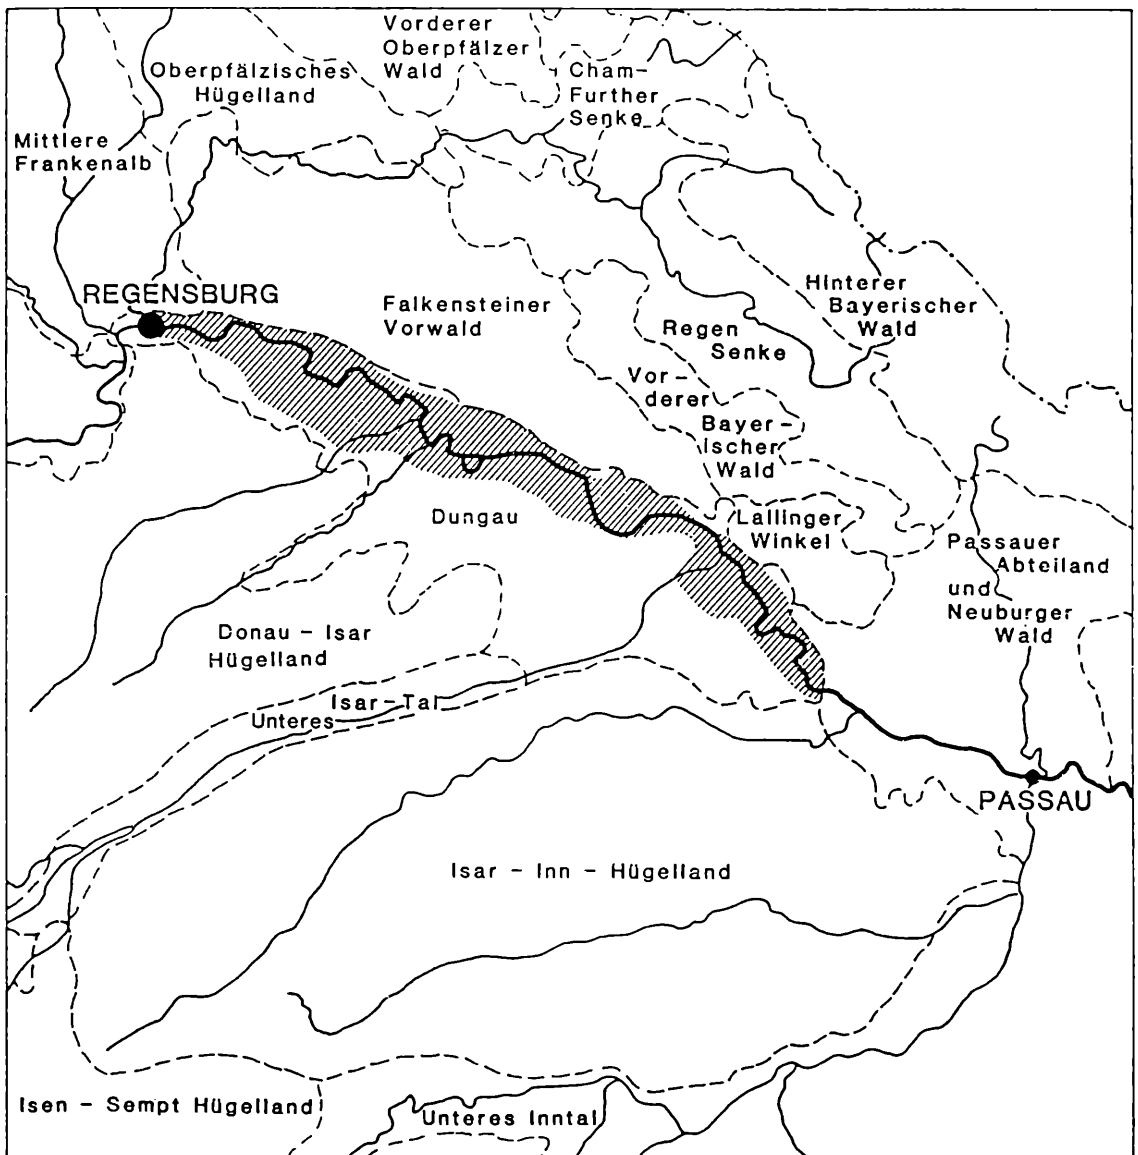 Vorderer
Oberpfälzer
Wald
Oberpfälzisches
Hügelland
Cham-
Further
Senke
Mittlere
Frankenalb
REGENSBURG
Falkensteiner
Vorwald
Hinterer
Bayerischer
Wald
Regen
Senke
Vor-
derer
Bayer-
ischer
Wald
Dungau
Lallinger
Winkel
Passauer
Abteiland
und
Neuburger
Wald
Donau - Isar
Hügelland
Unteres Isar-Tal
PASSAU
Isar - Inn - Hügelland
Isen - Sempt Hügelland
Unteres Inntal